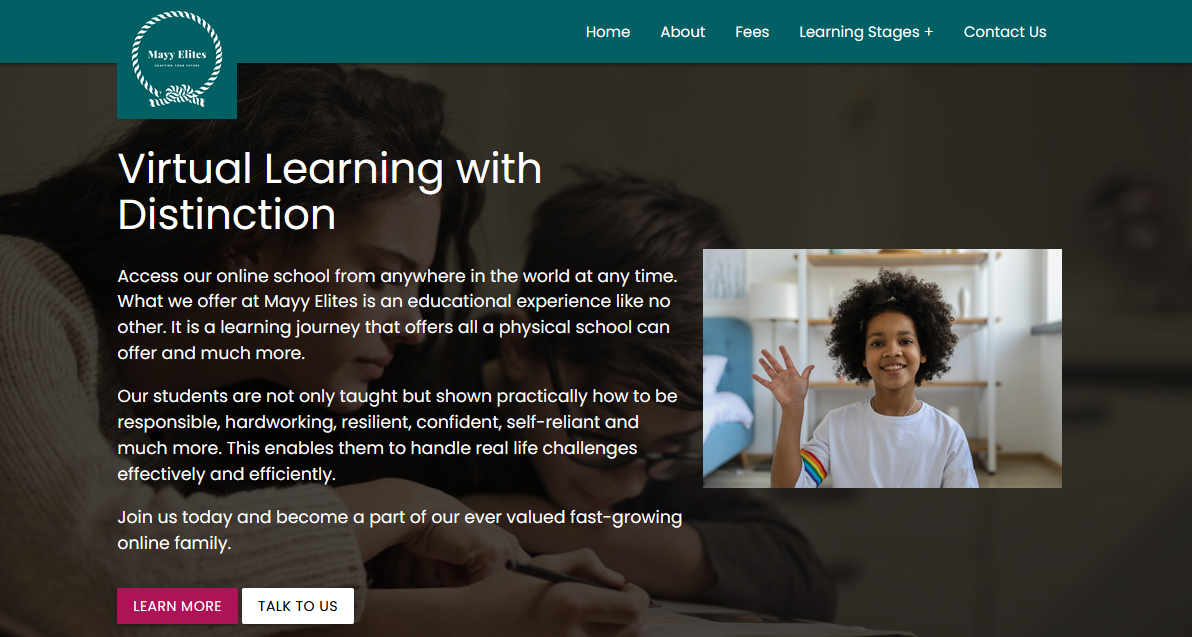 Mayy Elites
CRAFTING YOUR FUTURE
Home About Fees Learning Stages + Contact Us
Virtual Learning with
Distinction
Access our online school from anywhere in the world at any time.
What we offer at Mayy Elites is an educational experience like no
other. It is a learning journey that offers all a physical school can
offer and much more.
Our students are not only taught but shown practically how to be
responsible, hardworking, resilient, confident, self-reliant and
much more. This enables them to handle real life challenges
effectively and efficiently.
Join us today and become a part of our ever valued fast-growing
online family.
LEARN MORE TALK TO US